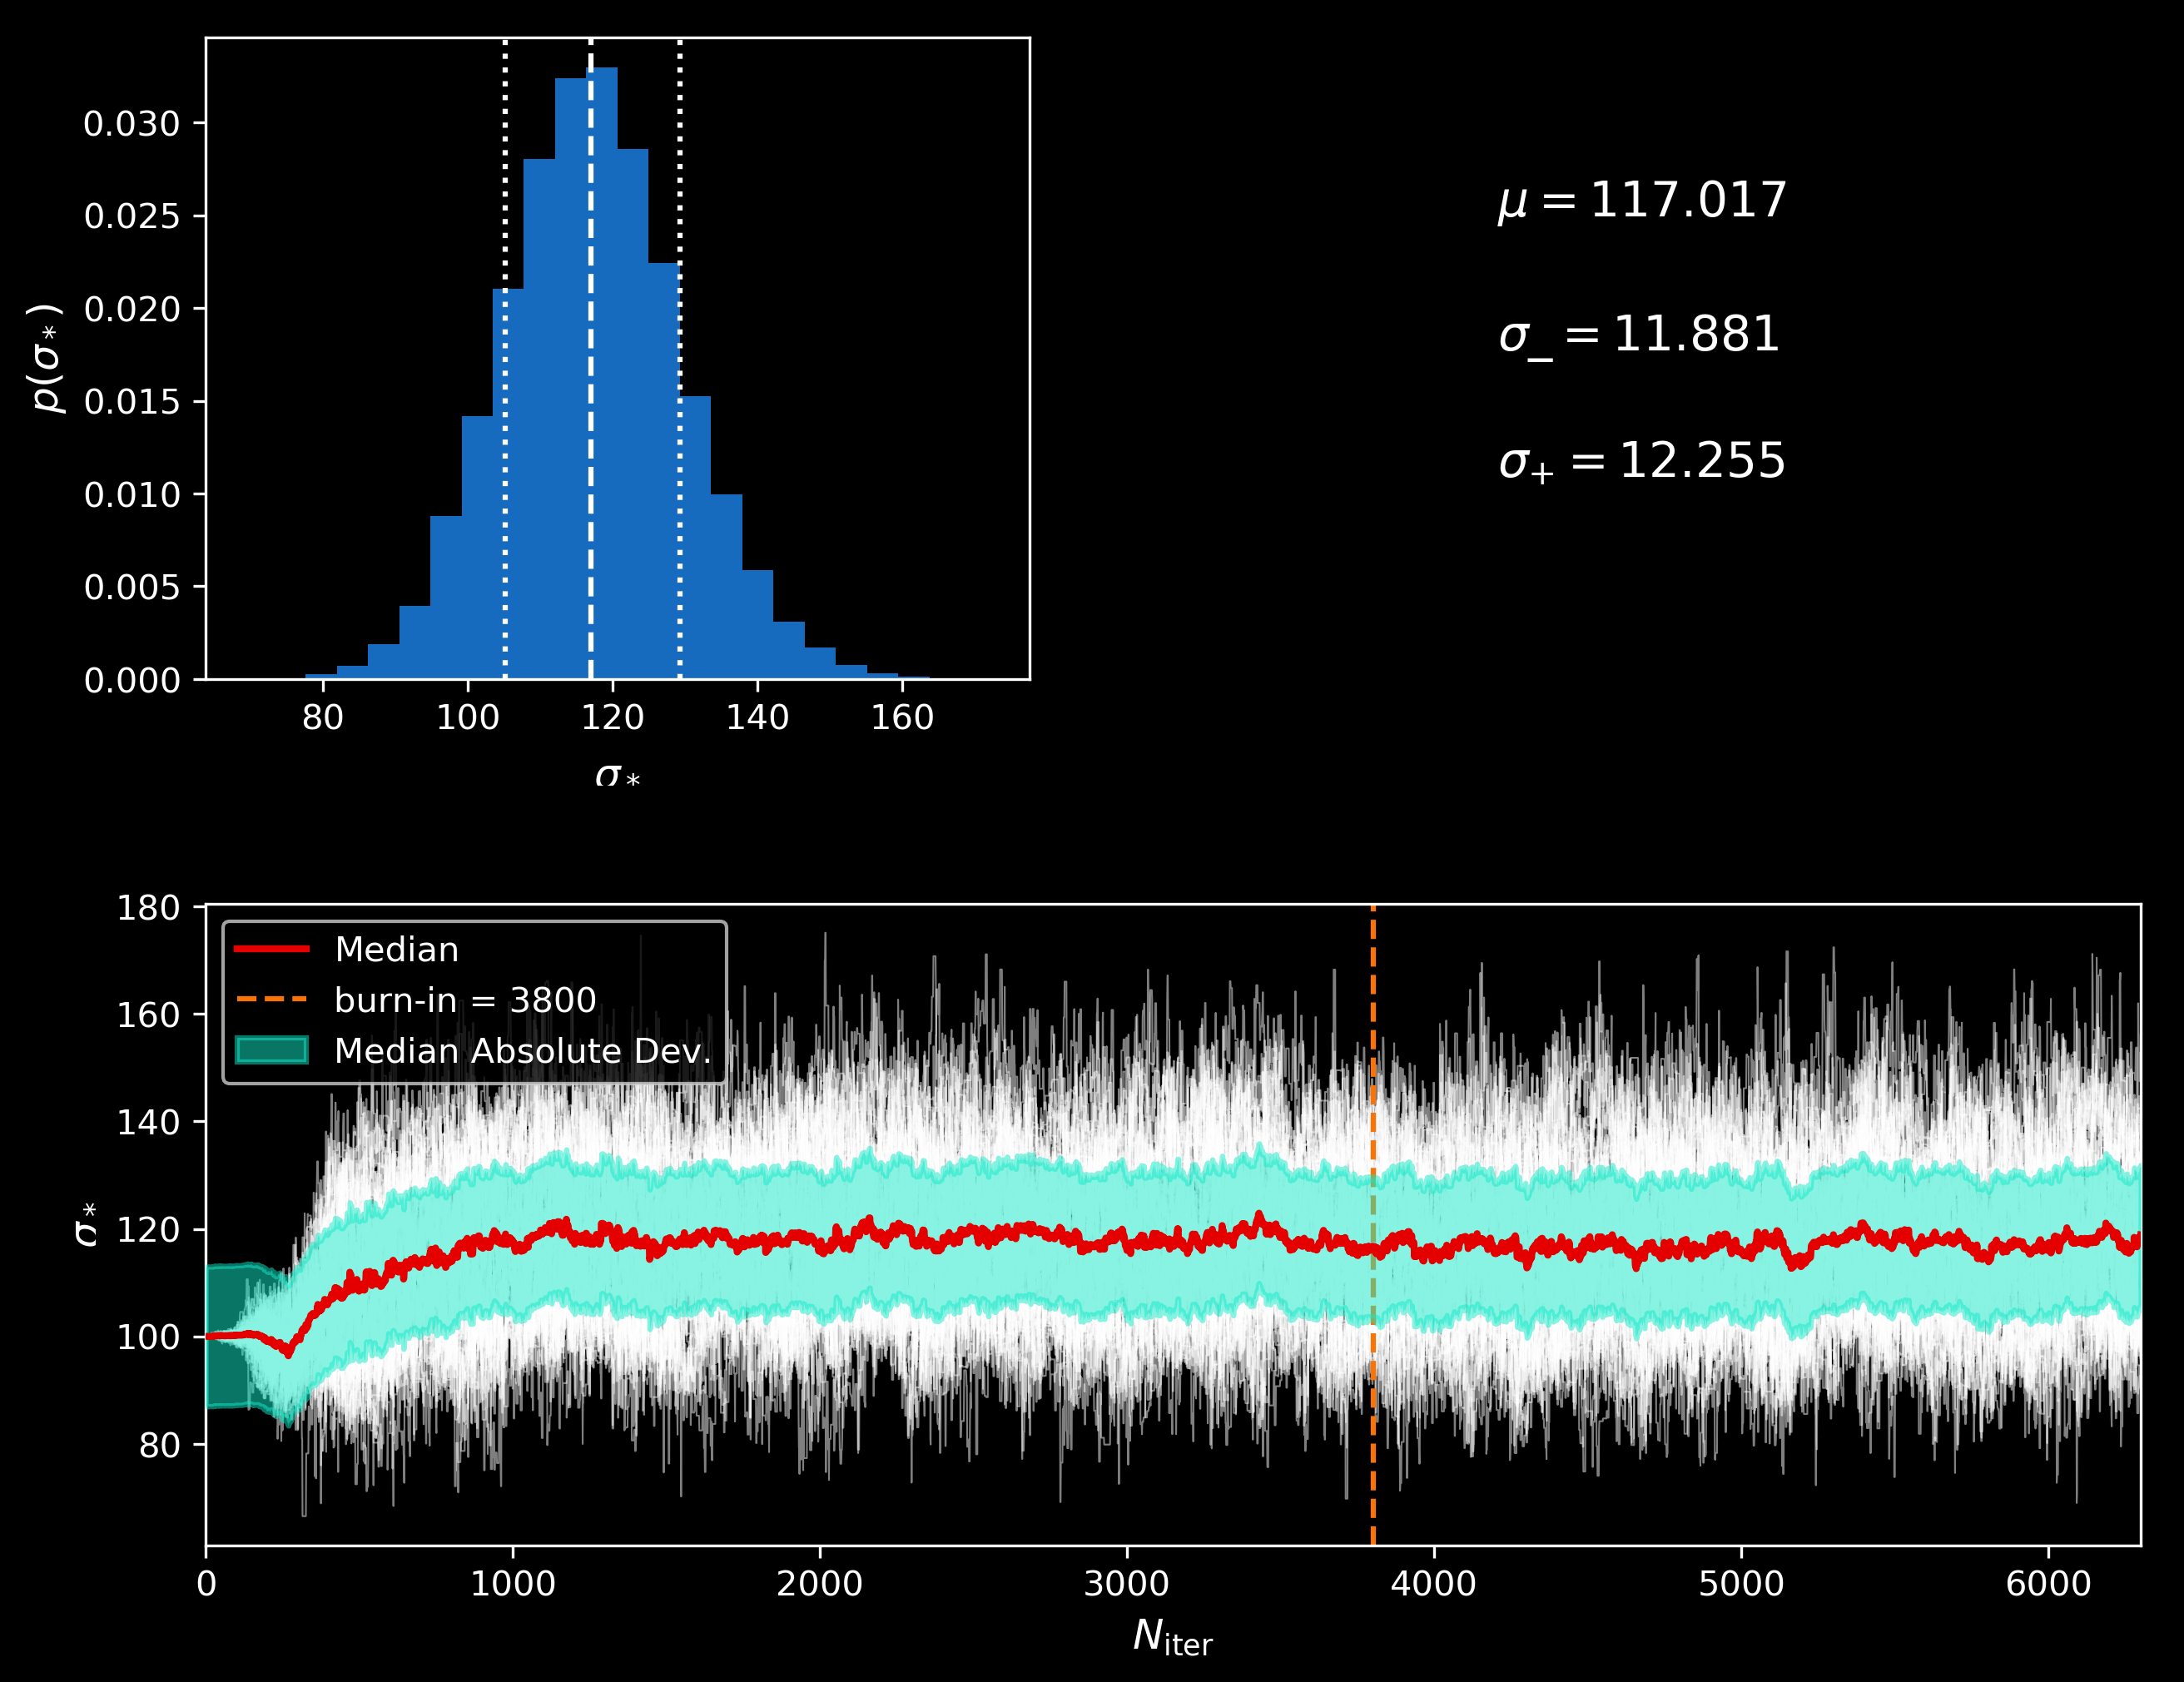 0.030
0.025
0.020
0.015
0.010
0.005
0.000
p(σ*)
80 100 120 140 160
σ*
μ = 117.017
σ− = 11.881
σ+ = 12.255
180
160
140
120
100
80
σ*
Median
burn-in = 3800
Median Absolute Dev.
0 1000 2000 3000 4000 5000 6000
Niter